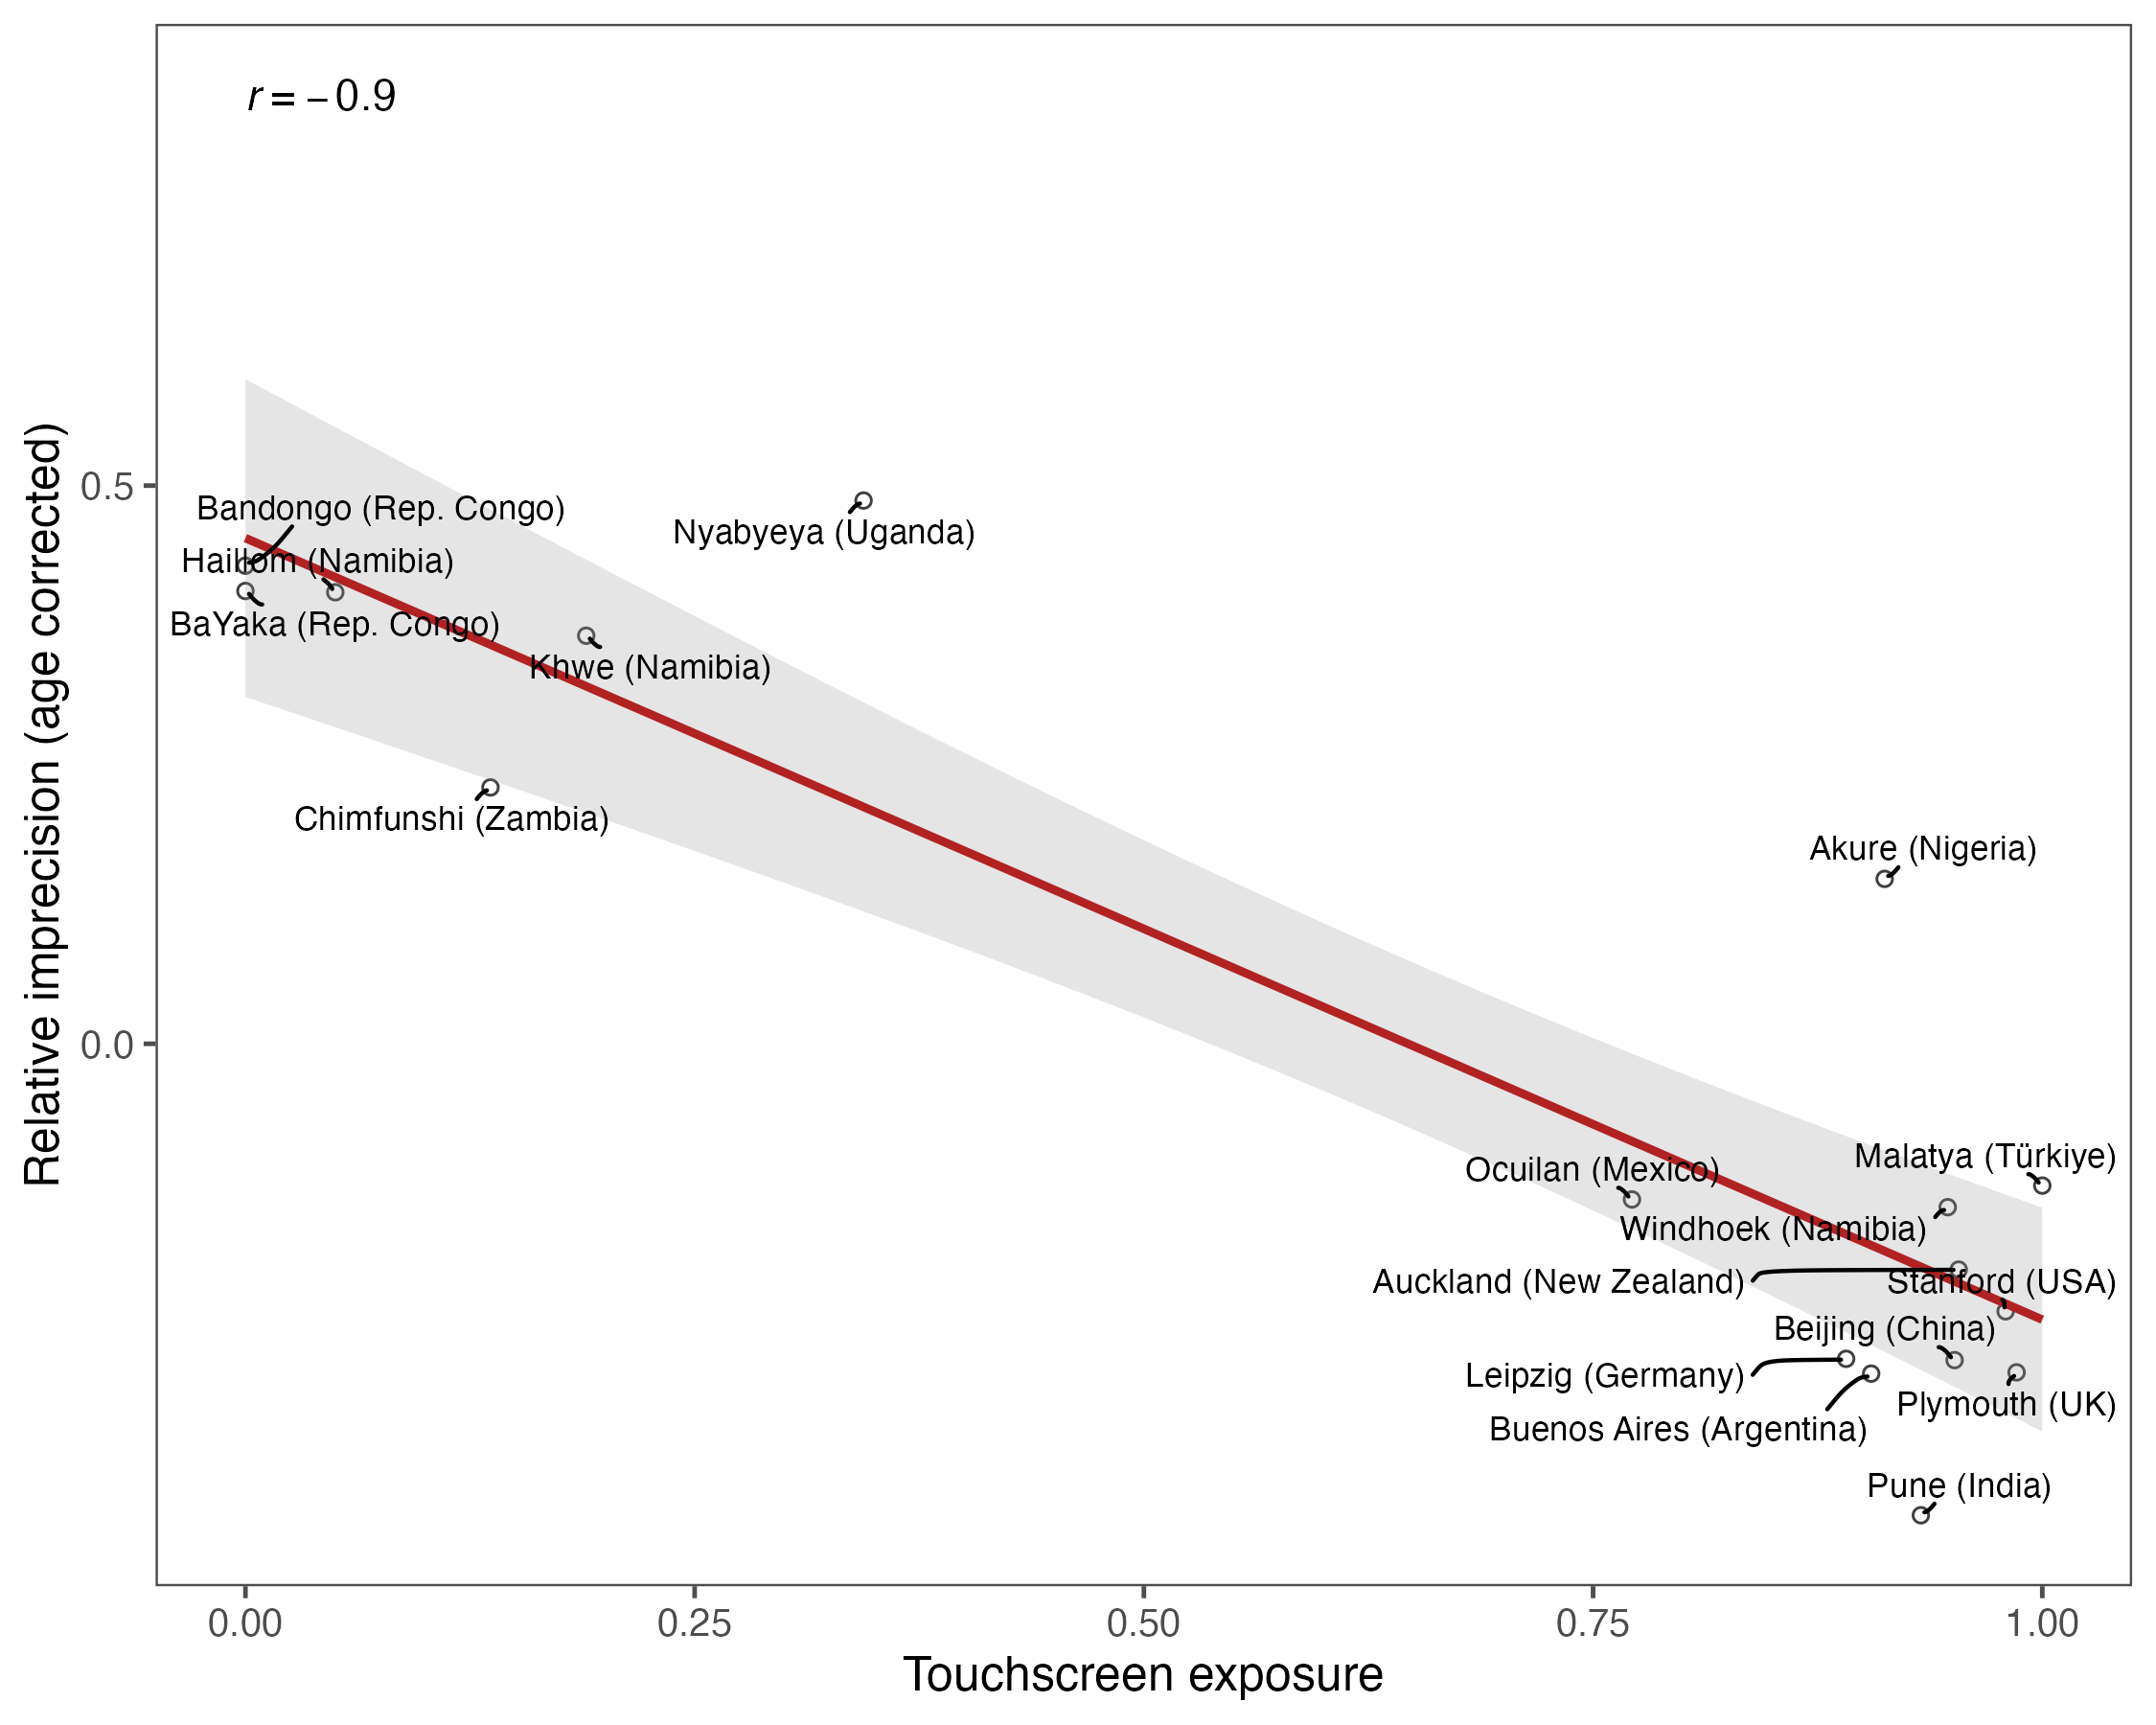 r = − 0.9
Relative imprecision (age corrected)
0.5
0.0
Bandongo (Rep. Congo)
Nyabyeya (Uganda)
Haillom (Namibia)
BaYaka (Rep. Congo)
Khwe (Namibia)
Chimfunshi (Zambia)
Akure (Nigeria)
Malatya (Türkiye)
Ocuilan (Mexico)
Windhoek (Namibia)
Auckland (New Zealand)
Stanford (USA)
Beijing (China)
Leipzig (Germany)
Plymouth (UK)
Buenos Aires (Argentina)
Pune (India)
0.00
0.25
0.50
0.75
1.00
Touchscreen exposure